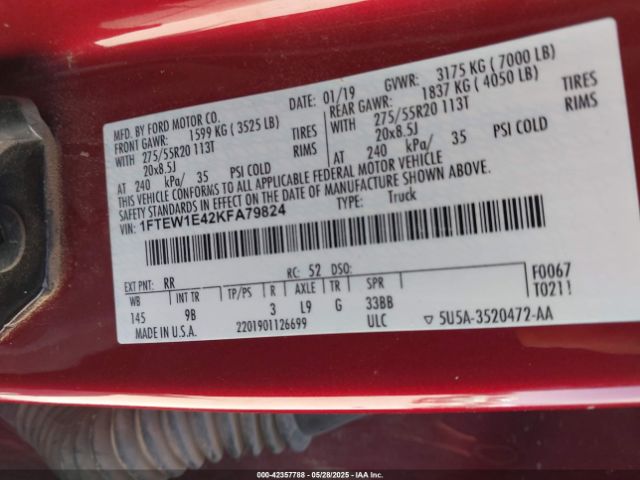 MFD. BY FORD MOTOR CO.
DATE: 01/19 GVWR: 3175 KG ( 7000 LB)
FRONT GAWR: 1599 KG ( 3525 LB)
REAR GAWR: 1837 KG ( 4050 LB)
WITH 275/55R20 113T TIRES
WITH 275/55R20 113T TIRES
20x8.5J RIMS
20x8.5J RIMS
AT 240 kPa/ 35 PSI COLD
AT 240 kPa/ 35 PSI COLD
THIS VEHICLE CONFORMS TO ALL APPLICABLE FEDERAL MOTOR VEHICLE
SAFETY STANDARDS IN EFFECT ON THE DATE OF MANUFACTURE SHOWN ABOVE.
VIN: 1FTEW1E42KFA79824 TYPE: Truck
EXT PNT: RR RC: 52 DSO: F0067
WB INT TR TP/PS R AXLE TR SPR T0211
145 9B 3 L9 G 33BB
MADE IN U.S.A. 2201901126699 ULC ▽ 5U5A-3520472-AA
000-42357788 - 05/28/2025 - IAA Inc.